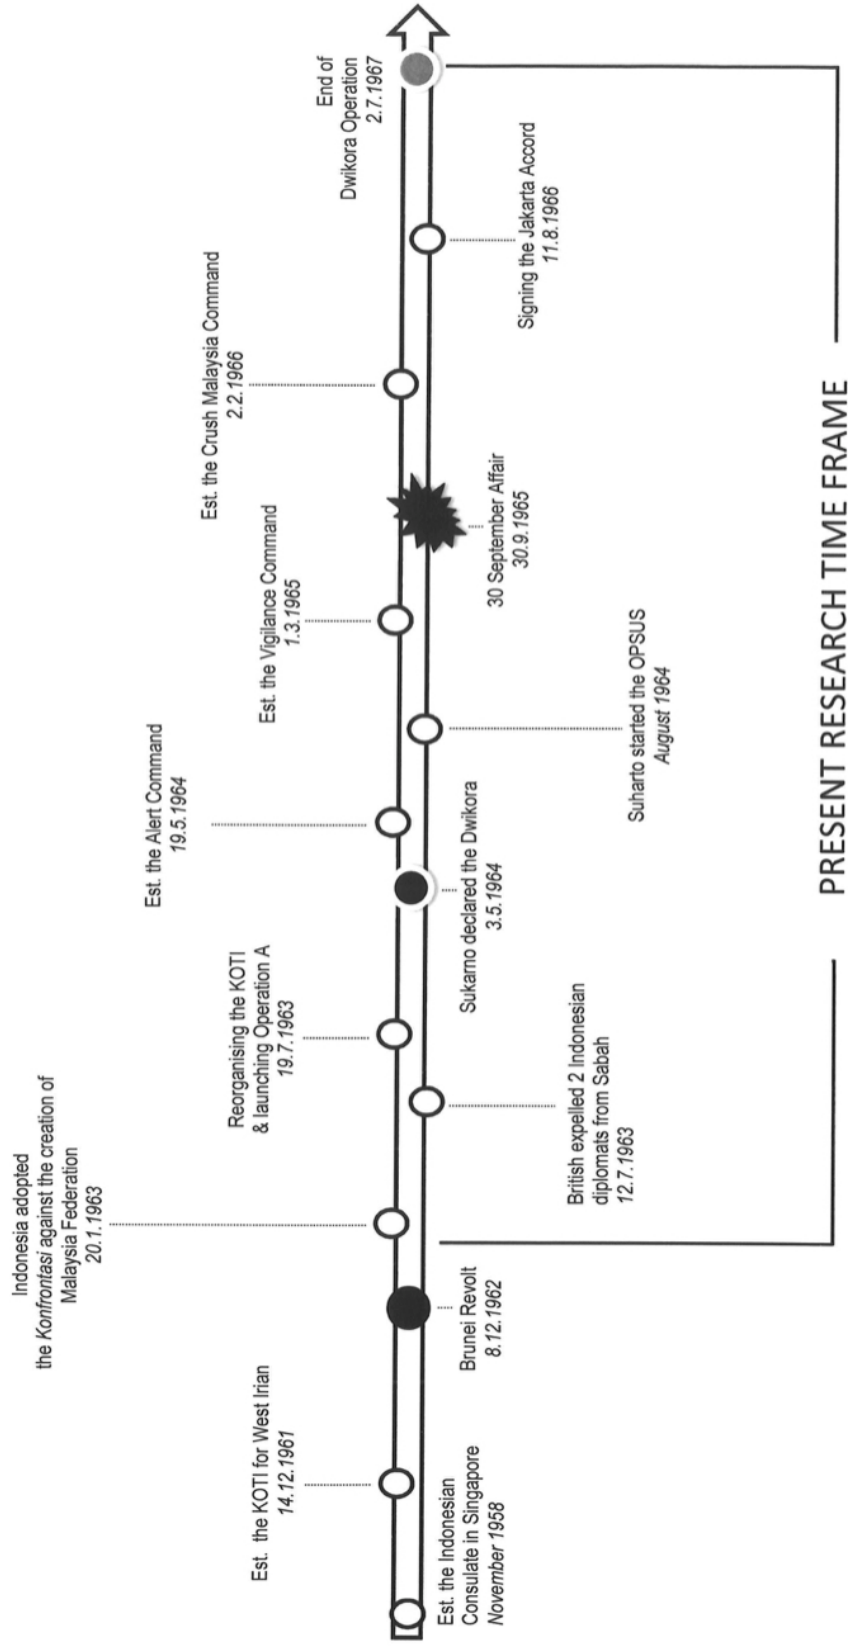 Est. the Indonesian
Consulate in Singapore
November 1958
Est. the KOTI for West Irian
14.12.1961
Brunei Revolt
8.12.1962
Indonesia adopted
the Konfrontasi against the creation of
Malaysia Federation
20.1.1963
British expelled 2 Indonesian
diplomats from Sabah
12.7.1963
Reorganising the KOTI
& launching Operation A
19.7.1963
Sukarno declared the Dwikora
3.5.1964
Est. the Alert Command
19.5.1964
Suharto started the OPSUS
August 1964
Est. the Vigilance Command
1.3.1965
30 September Affair
30.9.1965
Est. the Crush Malaysia Command
2.2.1966
Signing the Jakarta Accord
11.8.1966
End of
Dwikora Operation
2.7.1967
PRESENT RESEARCH TIME FRAME